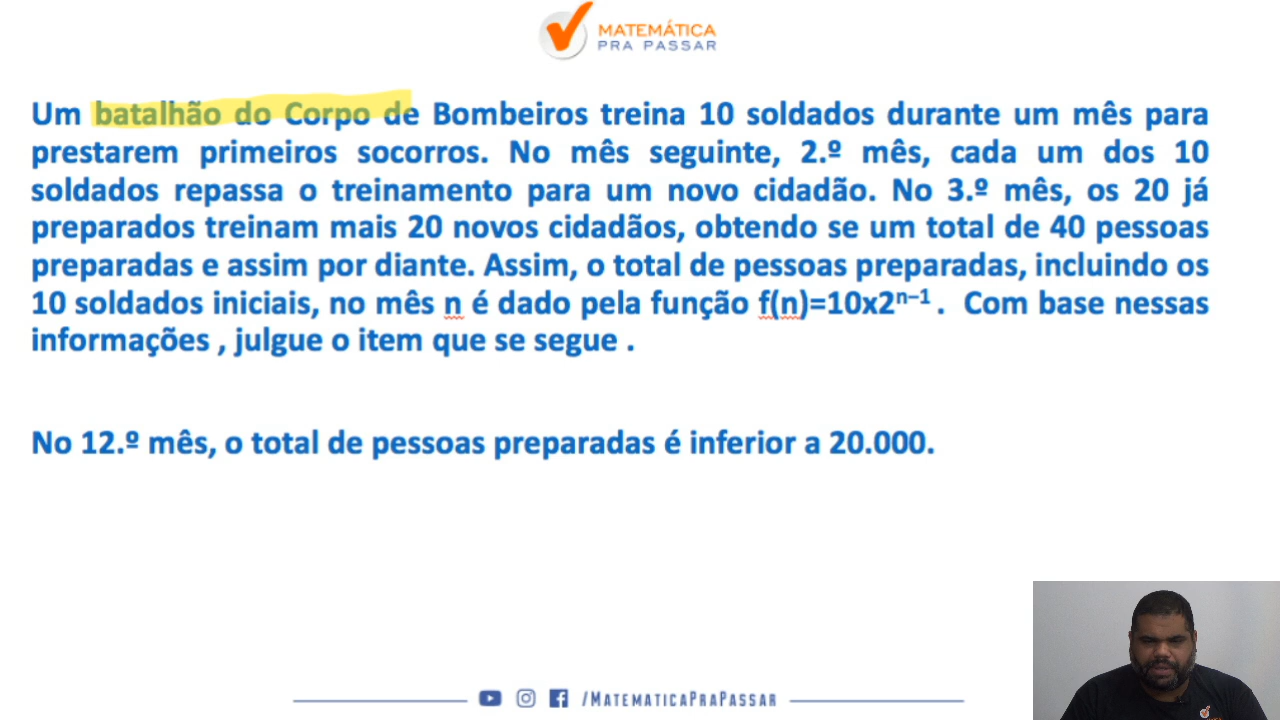 MATEMÁTICA
PRA PASSAR
Um batalhão do Corpo de Bombeiros treina 10 soldados durante um mês para
prestarem primeiros socorros. No mês seguinte, 2.º mês, cada um dos 10
soldados repassa o treinamento para um novo cidadão. No 3.º mês, os 20 já
preparados treinam mais 20 novos cidadãos, obtendo se um total de 40 pessoas
preparadas e assim por diante. Assim, o total de pessoas preparadas, incluindo os
10 soldados iniciais, no mês n é dado pela função f(n)=10x2ⁿ⁻¹ . Com base nessas
informações , julgue o item que se segue .
No 12.º mês, o total de pessoas preparadas é inferior a 20.000.
/MATEMATICAPRAPASSAR